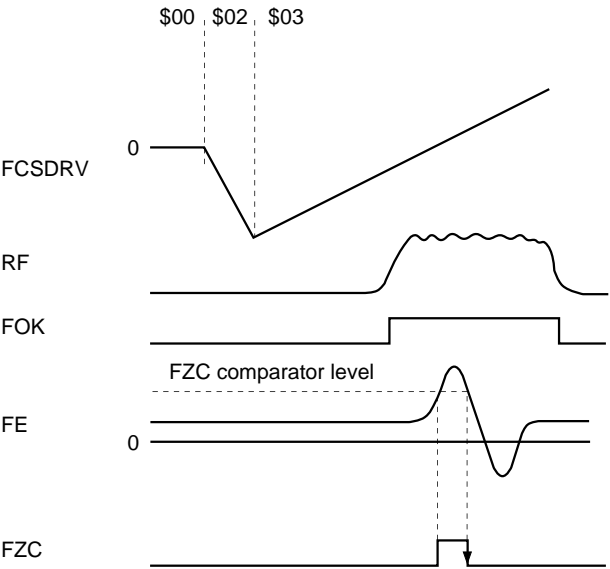 $00 $02 $03
0
FCSDRV
RF
FOK
FZC comparator level
FE
0
FZC